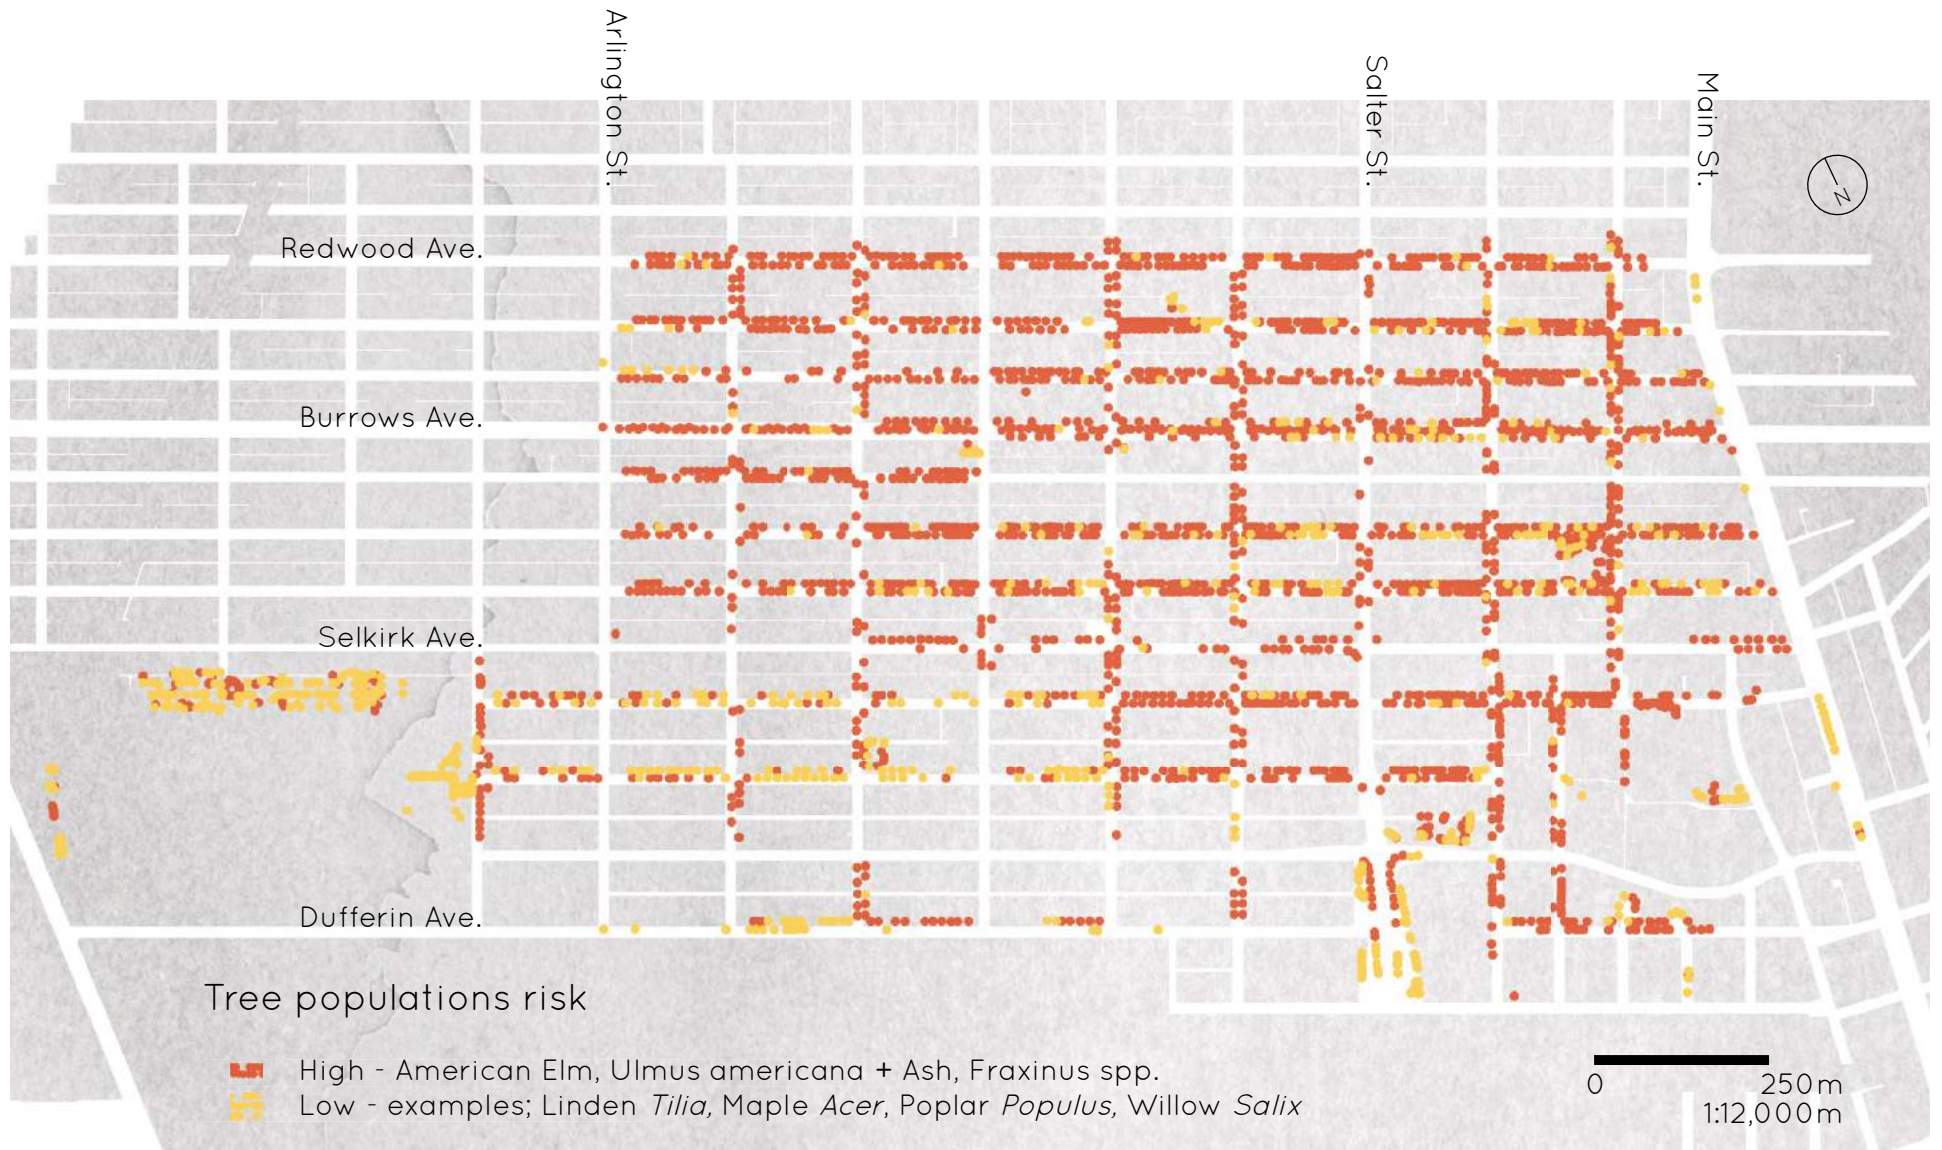 Arlington St.
Salter St.
Main St.
N
Redwood Ave.
Burrows Ave.
Selkirk Ave.
Dufferin Ave.
Tree populations risk
High - American Elm, Ulmus americana + Ash, Fraxinus spp.
Low - examples; Linden Tilia, Maple Acer, Poplar Populus, Willow Salix
0 250m
1:12,000m